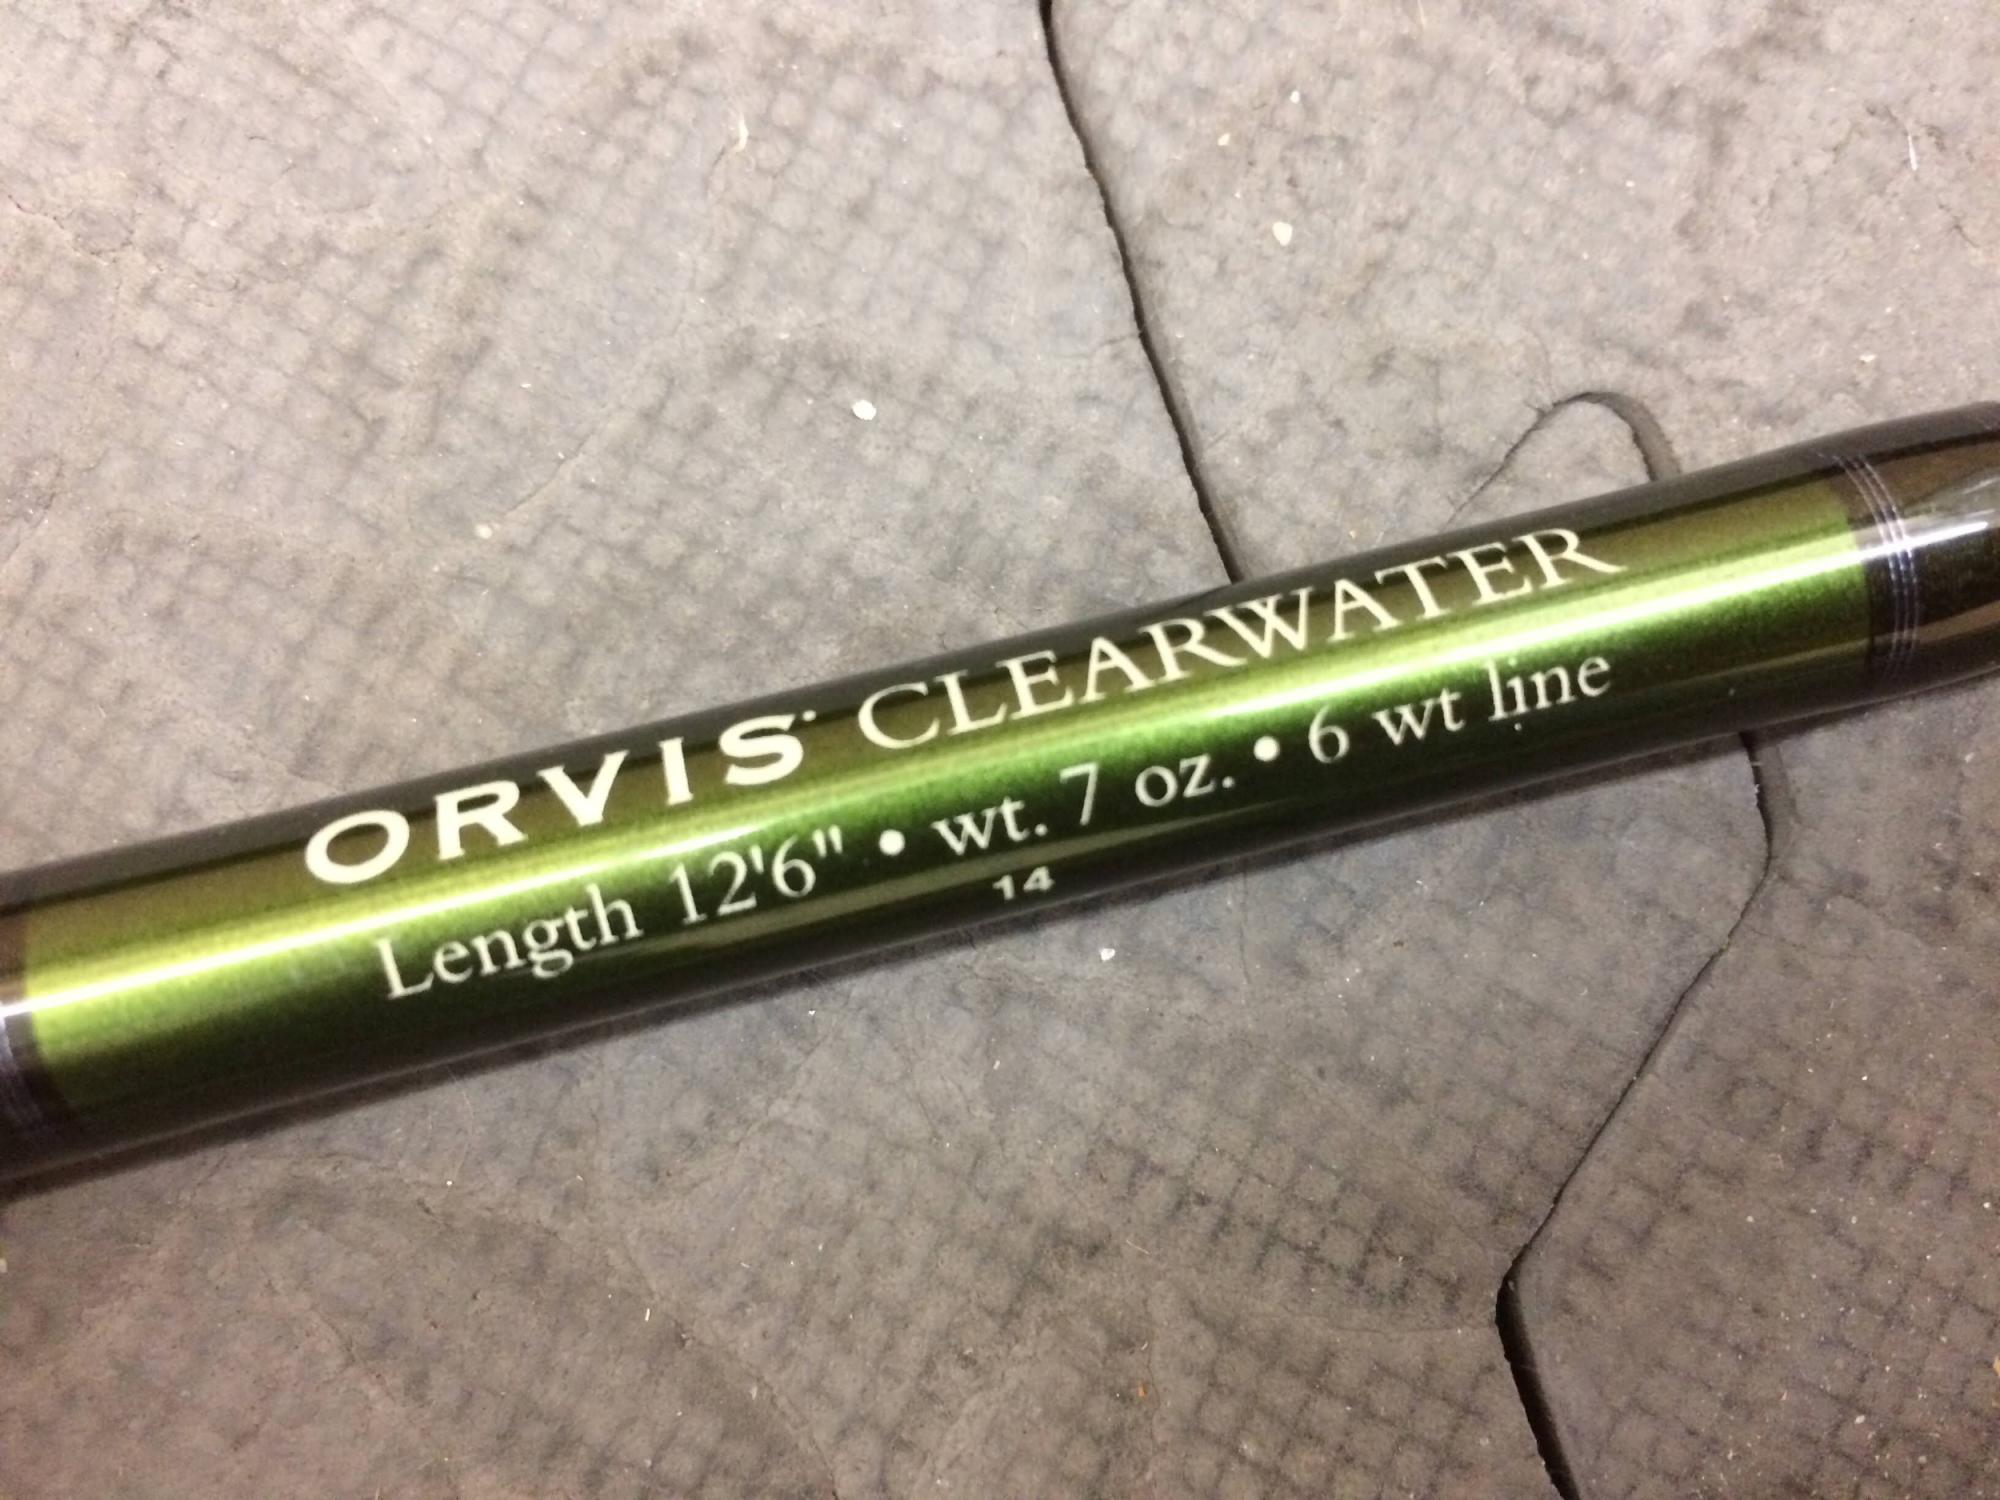 ORVIS CLEARWATER
Length 12'6" • wt. 7 oz. • 6 wt line
14